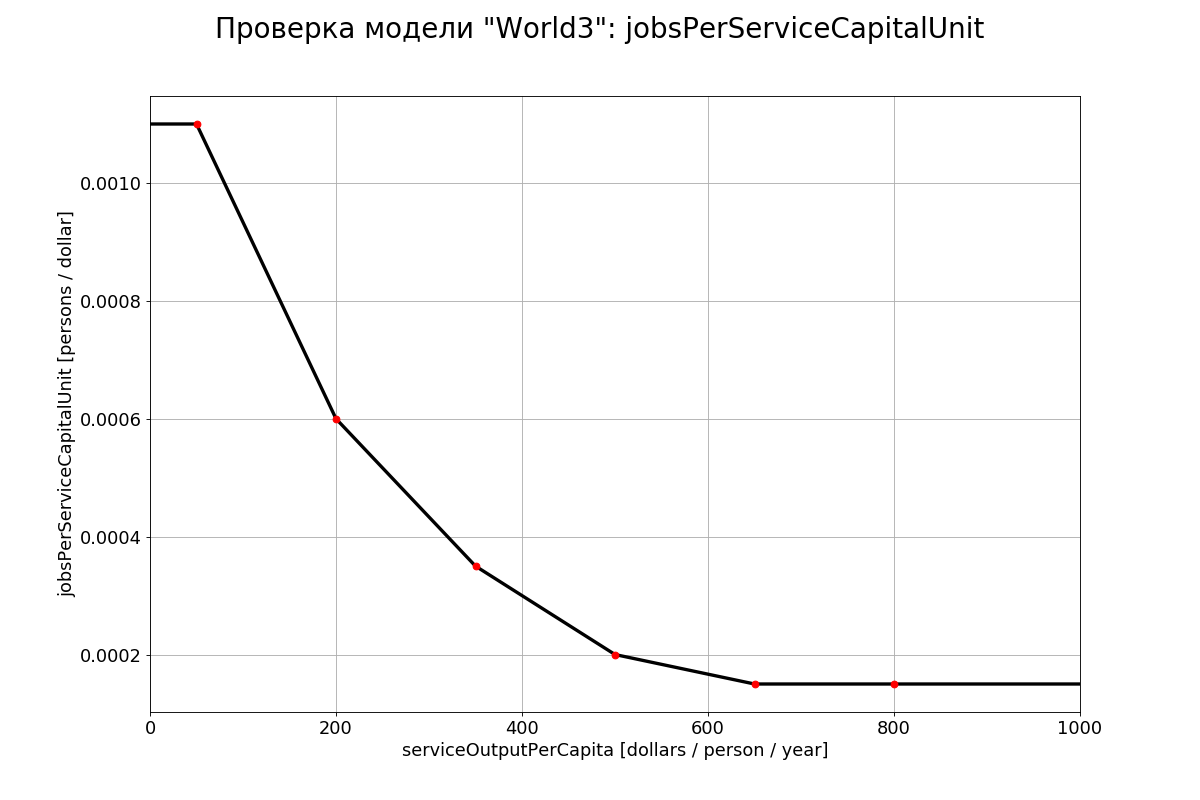 Проверка модели "World3": jobsPerServiceCapitalUnit
jobsPerServiceCapitalUnit [persons / dollar]
0.0010
0.0008
0.0006
0.0004
0.0002
0 200 400 600 800 1000
serviceOutputPerCapita [dollars / person / year]